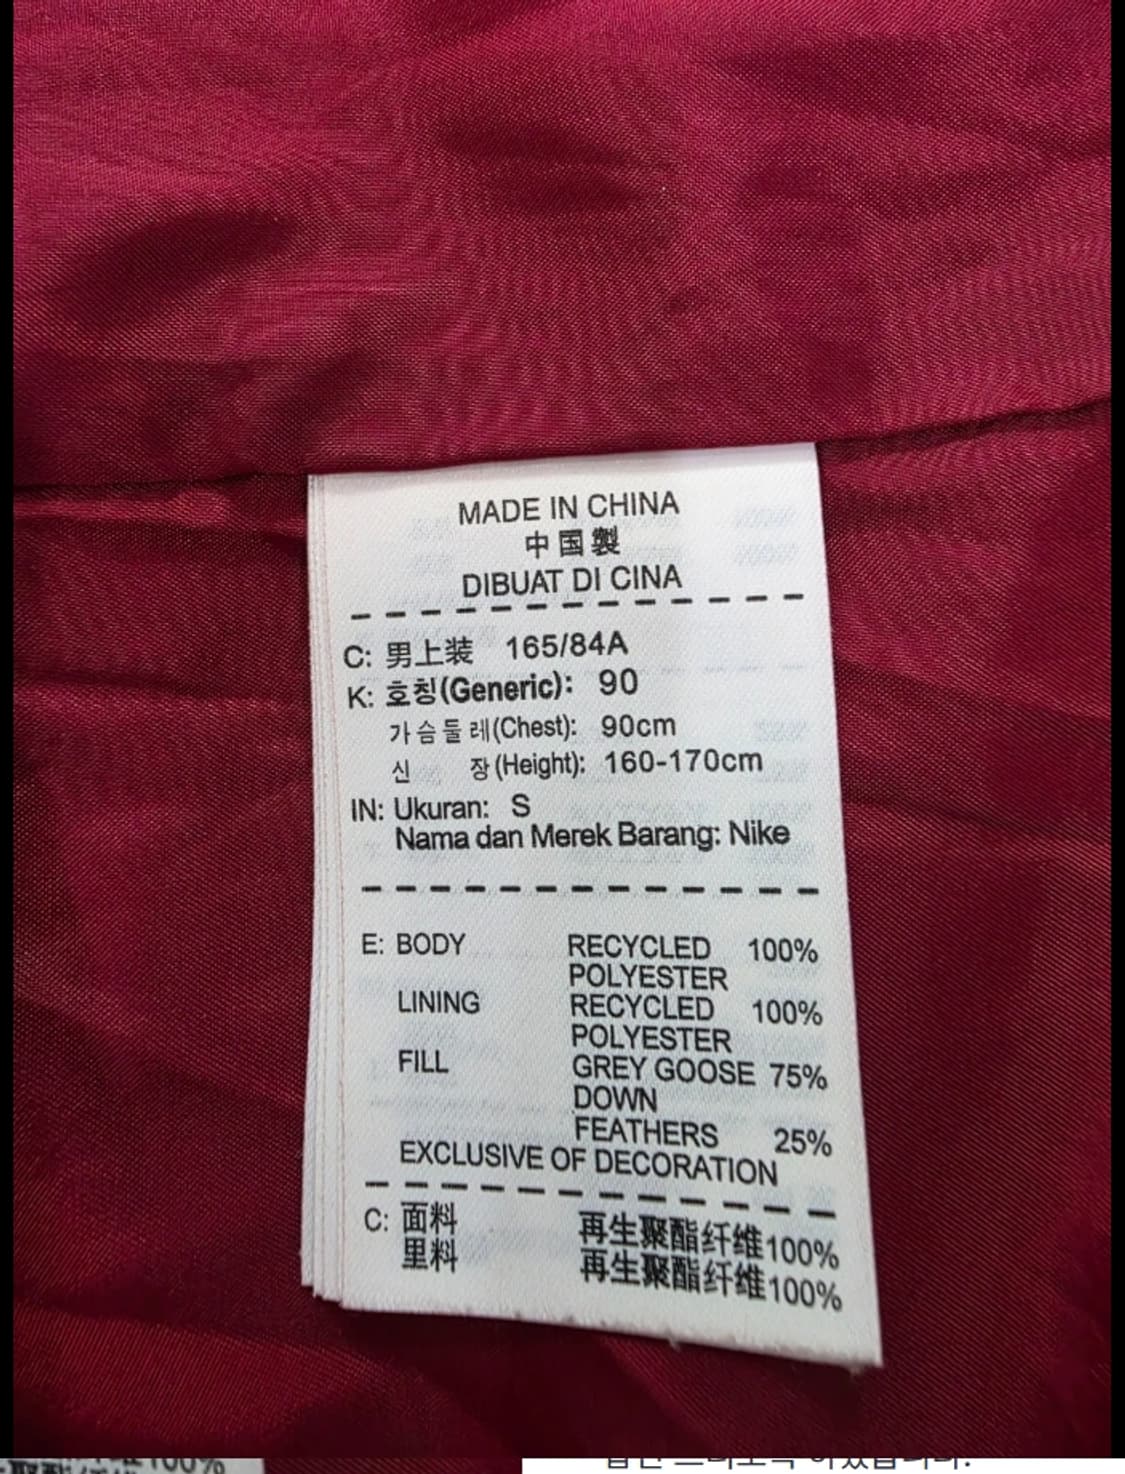 MADE IN CHINA
中国製
DIBUAT DI CINA
C: 男上装 165/84A
K: 호칭(Generic): 90
가슴둘레(Chest): 90cm
신 장(Height): 160-170cm
IN: Ukuran: S
Nama dan Merek Barang: Nike
E: BODY RECYCLED 100%
POLYESTER
LINING RECYCLED 100%
POLYESTER
FILL GREY GOOSE 75%
DOWN
FEATHERS 25%
EXCLUSIVE OF DECORATION
C: 面料 再生聚酯纤维100%
里料 再生聚酯纤维100%